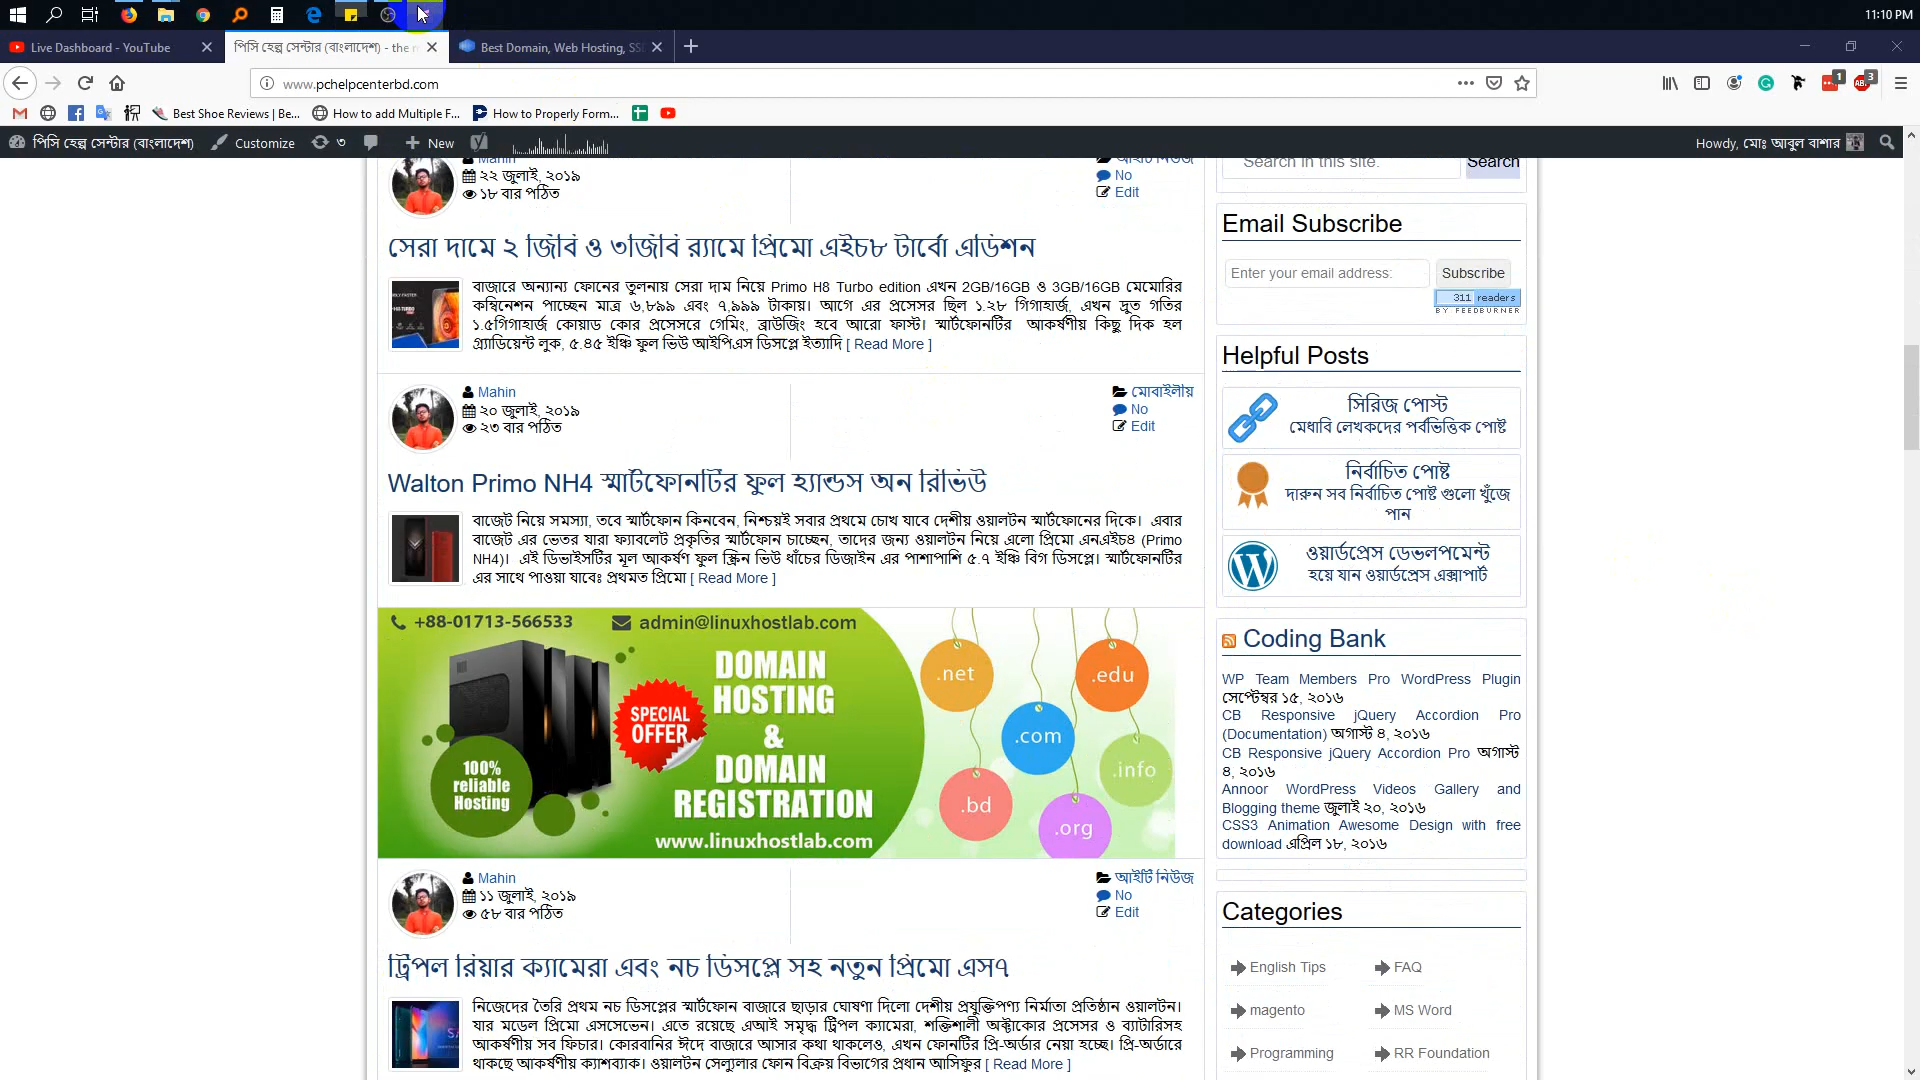 11:10 PM
Live Dashboard - YouTube
পিসি হেল্প সেন্টার (বাংলাদেশ) - the
Best Domain, Web Hosting, SS
www.pchelpcenterbd.com
1
3
Best Shoe Reviews | Be...
How to add Multiple F...
How to Properly Form...
পিসি হেল্প সেন্টার (বাংলাদেশ)
Customize
৩
New
Howdy, মোঃ আবুল বাশার
Mahin
২২ জুলাই, ২০১৯
১৮ বার পঠিত
আইটি নিউজ
No
Edit
সেরা দামে ২ জিবি ও ৩জিবি র‍্যামে প্রিমো এইচ৮ টার্বো এডিশন
বাজারে অন্যান্য ফোনের তুলনায় সেরা দাম নিয়ে Primo H8 Turbo edition এখন 2GB/16GB ও 3GB/16GB মেমোরির
কম্বিনেশন পাচ্ছেন মাত্র ৬,৮৯৯ এবং ৭,৯৯৯ টাকায়। আগে এর প্রসেসর ছিল ১.২৮ গিগাহার্জ, এখন দ্রুত গতির
১.৫গিগাহার্জ কোয়াড কোর প্রসেসরে গেমিং, ব্রাউজিং হবে আরো ফাস্ট। স্মার্টফোনটির আকর্ষণীয় কিছু দিক হল
গ্র্যাডিয়েন্ট লুক, ৫.৪৫ ইঞ্চি ফুল ভিউ আইপিএস ডিসপ্লে ইত্যাদি [ Read More ]
Mahin
২০ জুলাই, ২০১৯
২৩ বার পঠিত
মোবাইলীয়
No
Edit
Walton Primo NH4 স্মার্টফোনটির ফুল হ্যান্ডস অন রিভিউ
বাজেট নিয়ে সমস্যা, তবে স্মার্টফোন কিনবেন, নিশ্চয়ই সবার প্রথমে চোখ যাবে দেশীয় ওয়ালটন স্মার্টফোনের দিকে। এবার
বাজেট এর ভেতর যারা ফ্যাবলেট প্রকৃতির স্মার্টফোন চাচ্ছেন, তাদের জন্য ওয়ালটন নিয়ে এলো প্রিমো এনএইচ৪ (Primo
NH4)। এই ডিভাইসটির মূল আকর্ষণ ফুল স্ক্রিন ভিউ ধাঁচের ডিজাইন এর পাশাপাশি ৫.৭ ইঞ্চি বিগ ডিসপ্লে। স্মার্টফোনটির
এর সাথে পাওয়া যাবেঃ প্রথমত প্রিমো [ Read More ]
+88-01713-566533
admin@linuxhostlab.com
DOMAIN
HOSTING
&
DOMAIN
REGISTRATION
www.linuxhostlab.com
SPECIAL
OFFER
100%
reliable
Hosting
.net
.edu
.com
.info
.bd
.org
Mahin
১১ জুলাই, ২০১৯
৫৮ বার পঠিত
আইটি নিউজ
No
Edit
ট্রিপল রিয়ার ক্যামেরা এবং নচ ডিসপ্লে সহ নতুন প্রিমো এস৭
নিজেদের তৈরি প্রথম নচ ডিসপ্লের স্মার্টফোন বাজারে ছাড়ার ঘোষণা দিলো দেশীয় প্রযুক্তিপণ্য নির্মাতা প্রতিষ্ঠান ওয়ালটন।
যার মডেল প্রিমো এসসেভেন। এতে রয়েছে এআই সমৃদ্ধ ট্রিপল ক্যামেরা, শক্তিশালী অক্টাকোর প্রসেসর ও ব্যাটারিসহ
আকর্ষণীয় সব ফিচার। কোরবানির ঈদে বাজারে আসার কথা থাকলেও, এখন ফোনটির প্রি-অর্ডার নেয়া হচ্ছে। প্রি-অর্ডারে
থাকছে আকর্ষণীয় ক্যাশব্যাক। ওয়ালটন সেল্যুলার ফোন বিক্রয় বিভাগের প্রধান আসিফুর [ Read More ]
Search in this site.
Search
Email Subscribe
Enter your email address:
Subscribe
311 readers
BY FEEDBURNER
Helpful Posts
সিরিজ পোস্ট
মেধাবি লেখকদের পর্বভিত্তিক পোষ্ট
নির্বাচিত পোষ্ট
দারুন সব নির্বাচিত পোষ্ট গুলো খুঁজে
পান
ওয়ার্ডপ্রেস ডেভলপমেন্ট
হয়ে যান ওয়ার্ডপ্রেস এক্সাপার্ট
Coding Bank
WP Team Members Pro WordPress Plugin
সেপ্টেম্বর ১৫, ২০১৬
CB Responsive jQuery Accordion Pro
(Documentation) অগাস্ট ৪, ২০১৬
CB Responsive jQuery Accordion Pro অগাস্ট
৪, ২০১৬
Annoor WordPress Videos Gallery and
Blogging theme জুলাই ২০, ২০১৬
CSS3 Animation Awesome Design with free
download এপ্রিল ১৮, ২০১৬
Categories
English Tips
FAQ
magento
MS Word
Programming
RR Foundation